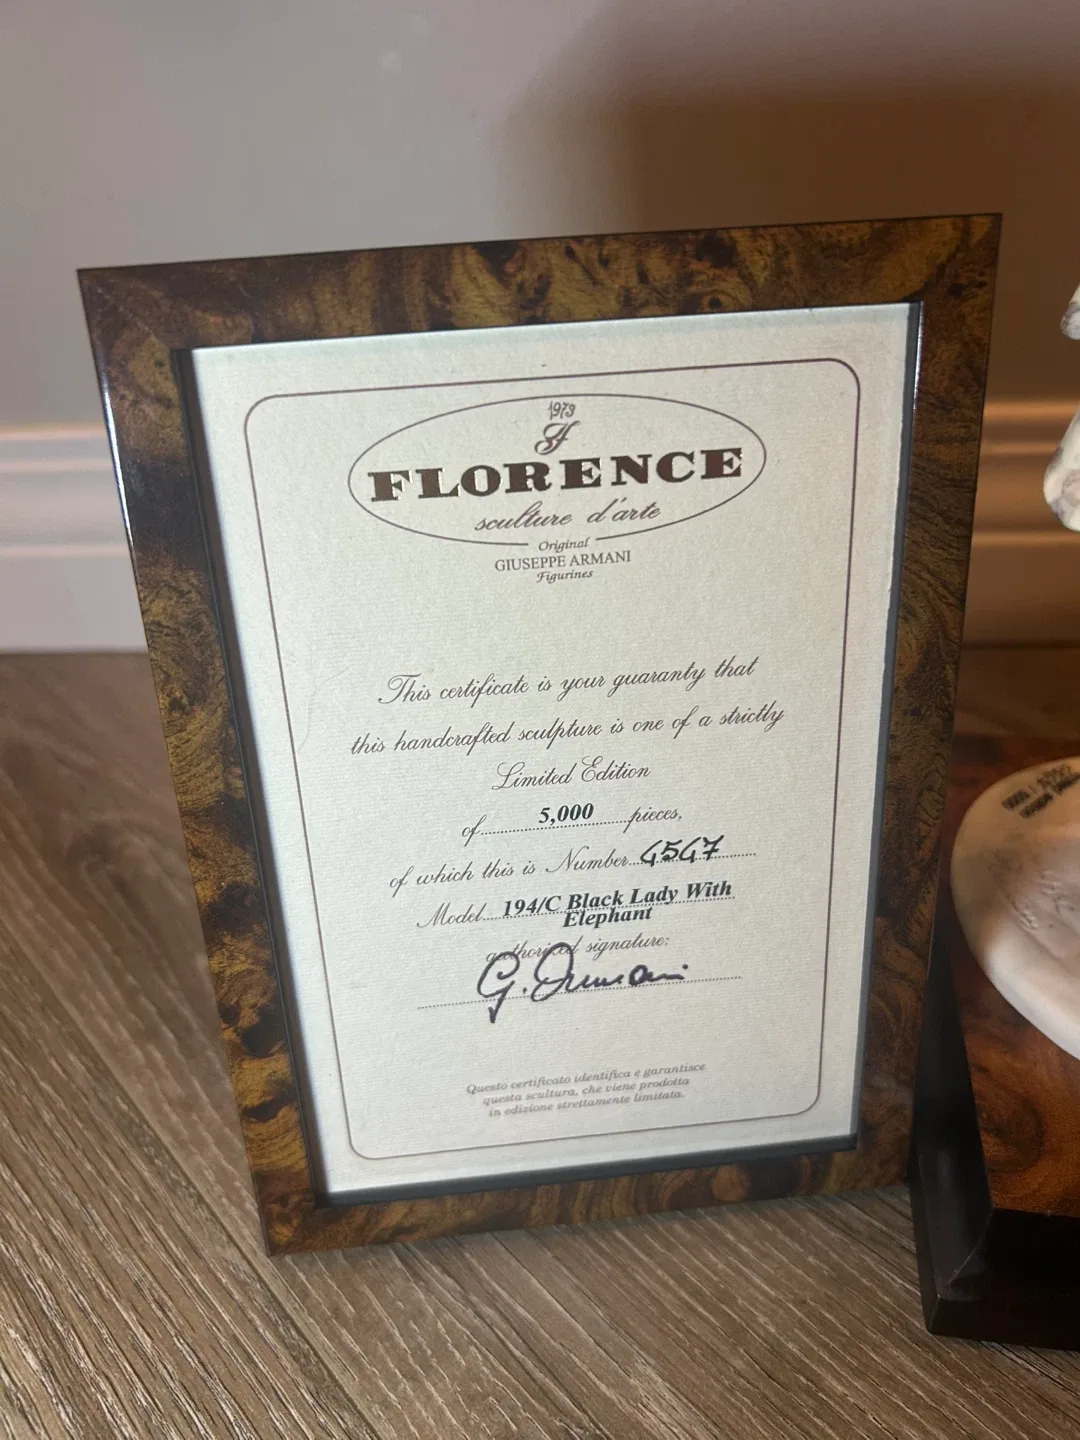 1973
FLORENCE
sculture d'arte
Original
GIUSEPPE ARMANI
Figurines
This certificate is your guaranty that
this handcrafted sculpture is one of a strictly
Limited Edition
of 5,000 pieces,
of which this is Number 4547
Model 194/C Black Lady With
Elephant
authorized signature:
G. Armani
Questo certificato identifica e garantisce
questa scultura, che viene prodotta
in edizione strettamente limitata.